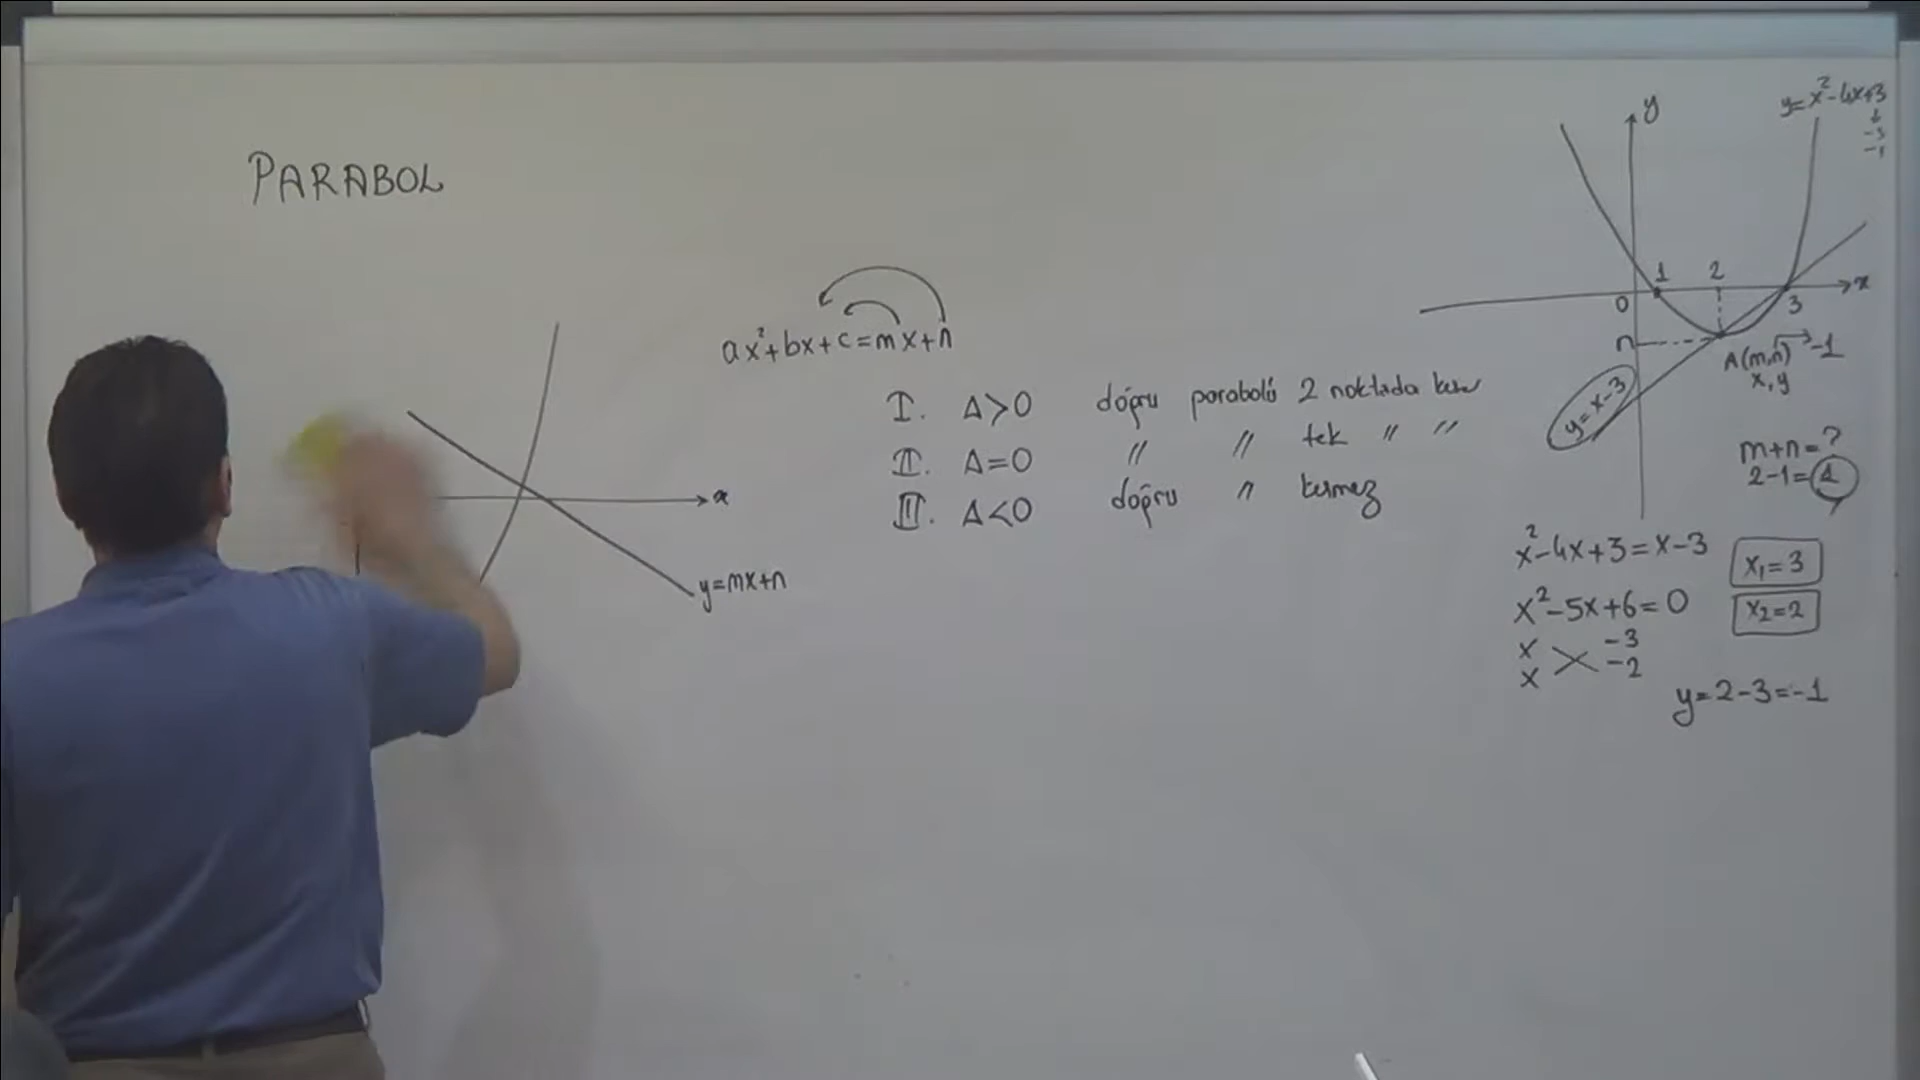 PARABOL
ax²+bx+c=mx+n
I. Δ>0 doğru parabolü 2 noktada keser
II. Δ=0 〃 〃 tek 〃 〃
III. Δ<0 doğru 〃 kesmez
x
y=mx+n
y=x²-4x+3
-3
-1
y
1 2
x
0
3
n
A(m,n) -1
x,y
y=x-3
m+n=?
2-1=1
x²-4x+3=x-3
x₁=3
x²-5x+6=0
x₂=2
x -3
x -2
y=2-3=-1